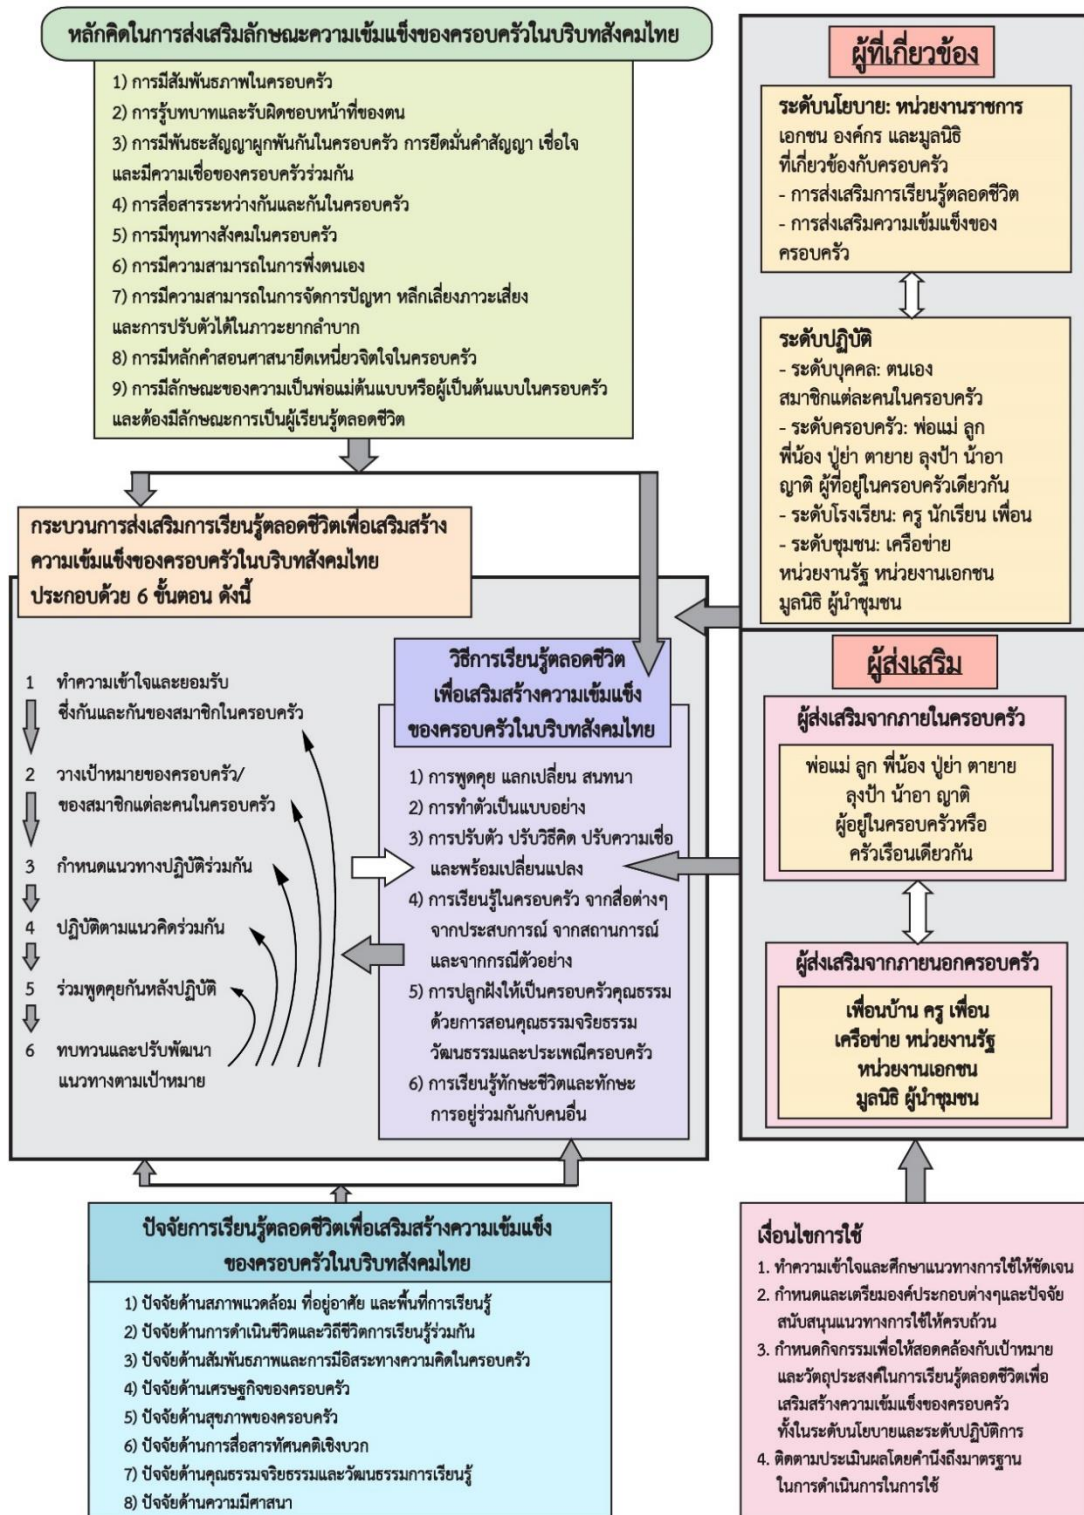 หลักคิดในการส่งเสริมลักษณะความเข้มแข็งของครอบครัวในบริบทสังคมไทย
1) การมีสัมพันธภาพในครอบครัว
2) การรู้บทบาทและรับผิดชอบหน้าที่ของตน
3) การมีพันธะสัญญาผูกพันกันในครอบครัว การยึดมั่นคำสัญญา เชื่อใจ
และมีความเชื่อของครอบครัวร่วมกัน
4) การสื่อสารระหว่างกันและกันในครอบครัว
5) การมีทุนทางสังคมในครอบครัว
6) การมีความสามารถในการพึ่งตนเอง
7) การมีความสามารถในการจัดการปัญหา หลีกเลี่ยงภาวะเสี่ยง
และการปรับตัวได้ในภาวะยากลำบาก
8) การมีหลักคำสอนศาสนายึดเหนี่ยวจิตใจในครอบครัว
9) การมีลักษณะของความเป็นพ่อแม่ต้นแบบหรือผู้เป็นต้นแบบในครอบครัว
และต้องมีลักษณะการเป็นผู้เรียนรู้ตลอดชีวิต
กระบวนการส่งเสริมการเรียนรู้ตลอดชีวิตเพื่อเสริมสร้าง
ความเข้มแข็งของครอบครัวในบริบทสังคมไทย
ประกอบด้วย 6 ขั้นตอน ดังนี้
1 ทำความเข้าใจและยอมรับ
ซึ่งกันและกันของสมาชิกในครอบครัว
2 วางเป้าหมายของครอบครัว/
ของสมาชิกแต่ละคนในครอบครัว
3 กำหนดแนวทางปฏิบัติร่วมกัน
4 ปฏิบัติตามแนวคิดร่วมกัน
5 ร่วมพูดคุยกันหลังปฏิบัติ
6 ทบทวนและปรับพัฒนา
แนวทางตามเป้าหมาย
วิธีการเรียนรู้ตลอดชีวิต
เพื่อเสริมสร้างความเข้มแข็ง
ของครอบครัวในบริบทสังคมไทย
1) การพูดคุย แลกเปลี่ยน สนทนา
2) การทำตัวเป็นแบบอย่าง
3) การปรับตัว ปรับวิธีคิด ปรับความเชื่อ
และพร้อมเปลี่ยนแปลง
4) การเรียนรู้ในครอบครัว จากสื่อต่างๆ
จากประสบการณ์ จากสถานการณ์
และจากกรณีตัวอย่าง
5) การปลูกฝังให้เป็นครอบครัวคุณธรรม
ด้วยการสอนคุณธรรมจริยธรรม
วัฒนธรรมและประเพณีครอบครัว
6) การเรียนรู้ทักษะชีวิตและทักษะ
การอยู่ร่วมกันกับคนอื่น
ปัจจัยการเรียนรู้ตลอดชีวิตเพื่อเสริมสร้างความเข้มแข็ง
ของครอบครัวในบริบทสังคมไทย
1) ปัจจัยด้านสภาพแวดล้อม ที่อยู่อาศัย และพื้นที่การเรียนรู้
2) ปัจจัยด้านการดำเนินชีวิตและวิถีชีวิตการเรียนรู้ร่วมกัน
3) ปัจจัยด้านสัมพันธภาพและการมีอิสระทางความคิดในครอบครัว
4) ปัจจัยด้านเศรษฐกิจของครอบครัว
5) ปัจจัยด้านสุขภาพของครอบครัว
6) ปัจจัยด้านการสื่อสารทัศนคติเชิงบวก
7) ปัจจัยด้านคุณธรรมจริยธรรมและวัฒนธรรมการเรียนรู้
8) ปัจจัยด้านความมีศาสนา
ผู้ที่เกี่ยวข้อง
ระดับนโยบาย: หน่วยงานราชการ
เอกชน องค์กร และมูลนิธิ
ที่เกี่ยวข้องกับครอบครัว
- การส่งเสริมการเรียนรู้ตลอดชีวิต
- การส่งเสริมความเข้มแข็งของ
ครอบครัว
ระดับปฏิบัติ
- ระดับบุคคล: ตนเอง
สมาชิกแต่ละคนในครอบครัว
- ระดับครอบครัว: พ่อแม่ ลูก
พี่น้อง ปู่ย่า ตายาย ลุงป้า น้าอา
ญาติ ผู้ที่อยู่ในครอบครัวเดียวกัน
- ระดับโรงเรียน: ครู นักเรียน เพื่อน
- ระดับชุมชน: เครือข่าย
หน่วยงานรัฐ หน่วยงานเอกชน
มูลนิธิ ผู้นำชุมชน
ผู้ส่งเสริม
ผู้ส่งเสริมจากภายในครอบครัว
พ่อแม่ ลูก พี่น้อง ปู่ย่า ตายาย
ลุงป้า น้าอา ญาติ
ผู้อยู่ในครอบครัวหรือ
ครัวเรือนเดียวกัน
ผู้ส่งเสริมจากภายนอกครอบครัว
เพื่อนบ้าน ครู เพื่อน
เครือข่าย หน่วยงานรัฐ
หน่วยงานเอกชน
มูลนิธิ ผู้นำชุมชน
เงื่อนไขการใช้
1. ทำความเข้าใจและศึกษาแนวทางการใช้ให้ชัดเจน
2. กำหนดและเตรียมองค์ประกอบต่างๆและปัจจัย
สนับสนุนแนวทางการใช้ให้ครบถ้วน
3. กำหนดกิจกรรมเพื่อให้สอดคล้องกับเป้าหมาย
และวัตถุประสงค์ในการเรียนรู้ตลอดชีวิตเพื่อ
เสริมสร้างความเข้มแข็งของครอบครัว
ทั้งในระดับนโยบายและระดับปฏิบัติการ
4. ติดตามประเมินผลโดยคำนึงถึงมาตรฐาน
ในการดำเนินการในการใช้